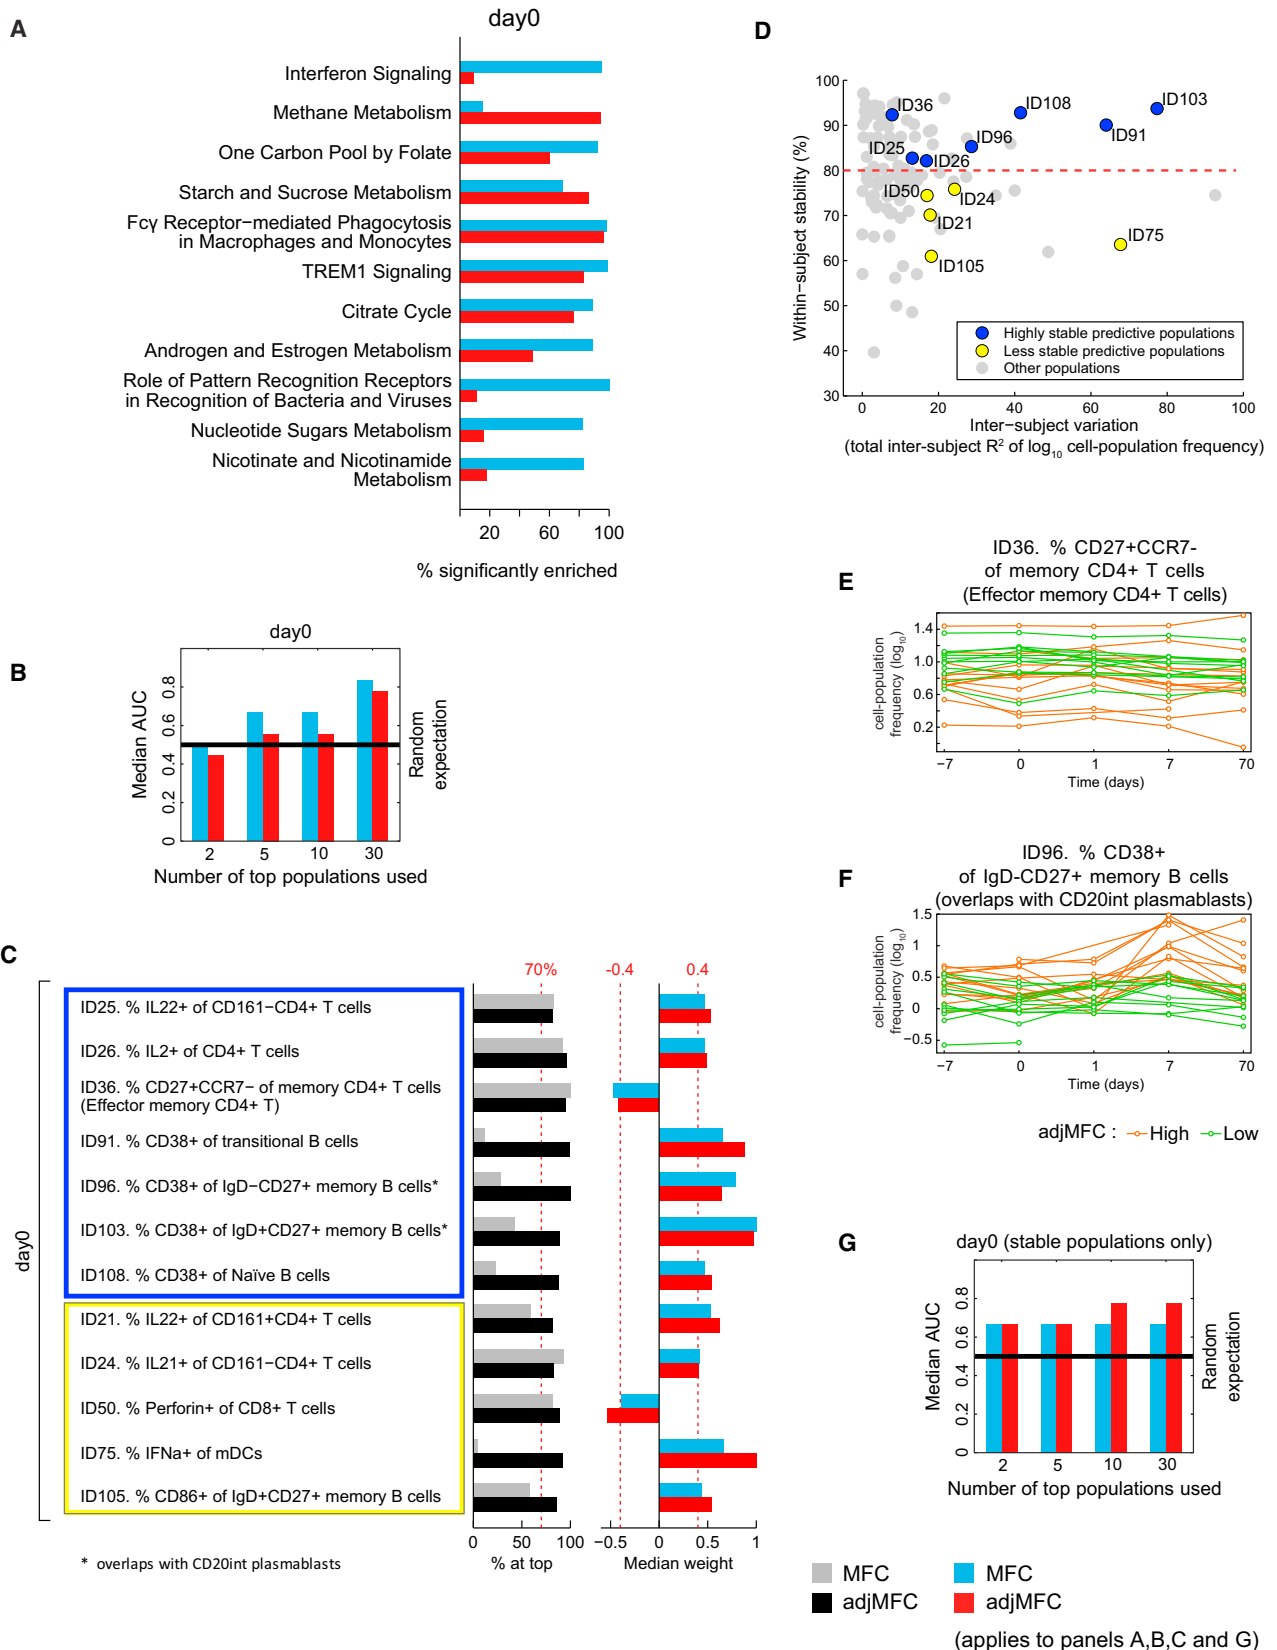 A
day0
Interferon Signaling
Methane Metabolism
One Carbon Pool by Folate
Starch and Sucrose Metabolism
Fcγ Receptor−mediated Phagocytosis
in Macrophages and Monocytes
TREM1 Signaling
Citrate Cycle
Androgen and Estrogen Metabolism
Role of Pattern Recognition Receptors
in Recognition of Bacteria and Viruses
Nucleotide Sugars Metabolism
Nicotinate and Nicotinamide
Metabolism
20 60 100
% significantly enriched
B
day0
Median AUC
0 0.2 0.4 0.6 0.8
2 5 10 30
Number of top populations used
Random
expectation
C
70% -0.4 0.4
day0
ID25. % IL22+ of CD161−CD4+ T cells
ID26. % IL2+ of CD4+ T cells
ID36. % CD27+CCR7− of memory CD4+ T cells
(Effector memory CD4+ T)
ID91. % CD38+ of transitional B cells
ID96. % CD38+ of IgD−CD27+ memory B cells*
ID103. % CD38+ of IgD+CD27+ memory B cells*
ID108. % CD38+ of Naïve B cells
ID21. % IL22+ of CD161+CD4+ T cells
ID24. % IL21+ of CD161−CD4+ T cells
ID50. % Perforin+ of CD8+ T cells
ID75. % IFNa+ of mDCs
ID105. % CD86+ of IgD+CD27+ memory B cells
0 50 100
% at top
−0.5 0 0.5 1
Median weight
* overlaps with CD20int plasmablasts
D
Within−subject stability (%)
100
90
80
70
60
50
40
30
ID36
ID108
ID103
ID91
ID96
ID25
ID26
ID50
ID24
ID21
ID75
ID105
Highly stable predictive populations
Less stable predictive populations
Other populations
0 20 40 60 80 100
Inter−subject variation
(total inter-subject R² of log₁₀ cell-population frequency)
E
ID36. % CD27+CCR7-
of memory CD4+ T cells
(Effector memory CD4+ T cells)
cell-population
frequency (log₁₀)
1.4
1.0
0.6
0.2
−7 0 1 7 70
Time (days)
F
ID96. % CD38+
of IgD-CD27+ memory B cells
(overlaps with CD20int plasmablasts)
cell-population
frequency (log₁₀)
1.5
1
0.5
0
−0.5
−7 0 1 7 70
Time (days)
adjMFC : High Low
G
day0 (stable populations only)
Median AUC
0 0.2 0.4 0.6 0.8
2 5 10 30
Number of top populations used
Random
expectation
MFC MFC
adjMFC adjMFC
(applies to panels A,B,C and G)